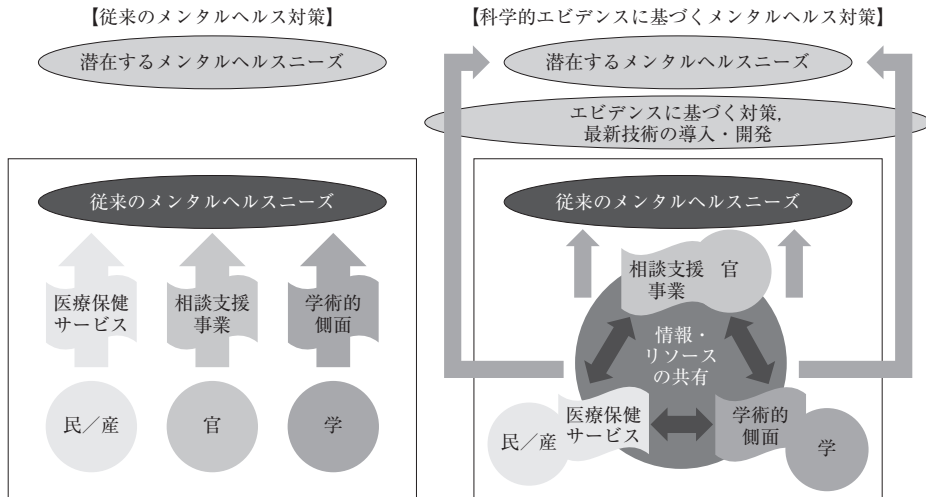 【従来のメンタルヘルス対策】
潜在するメンタルヘルスニーズ
従来のメンタルヘルスニーズ
医療保健
サービス
相談支援
事業
学術的
側面
民／産
官
学
【科学的エビデンスに基づくメンタルヘルス対策】
潜在するメンタルヘルスニーズ
エビデンスに基づく対策,
最新技術の導入・開発
従来のメンタルヘルスニーズ
相談支援
事業
官
情報・
リソース
の共有
民／産
医療保健
サービス
学術的
側面
学